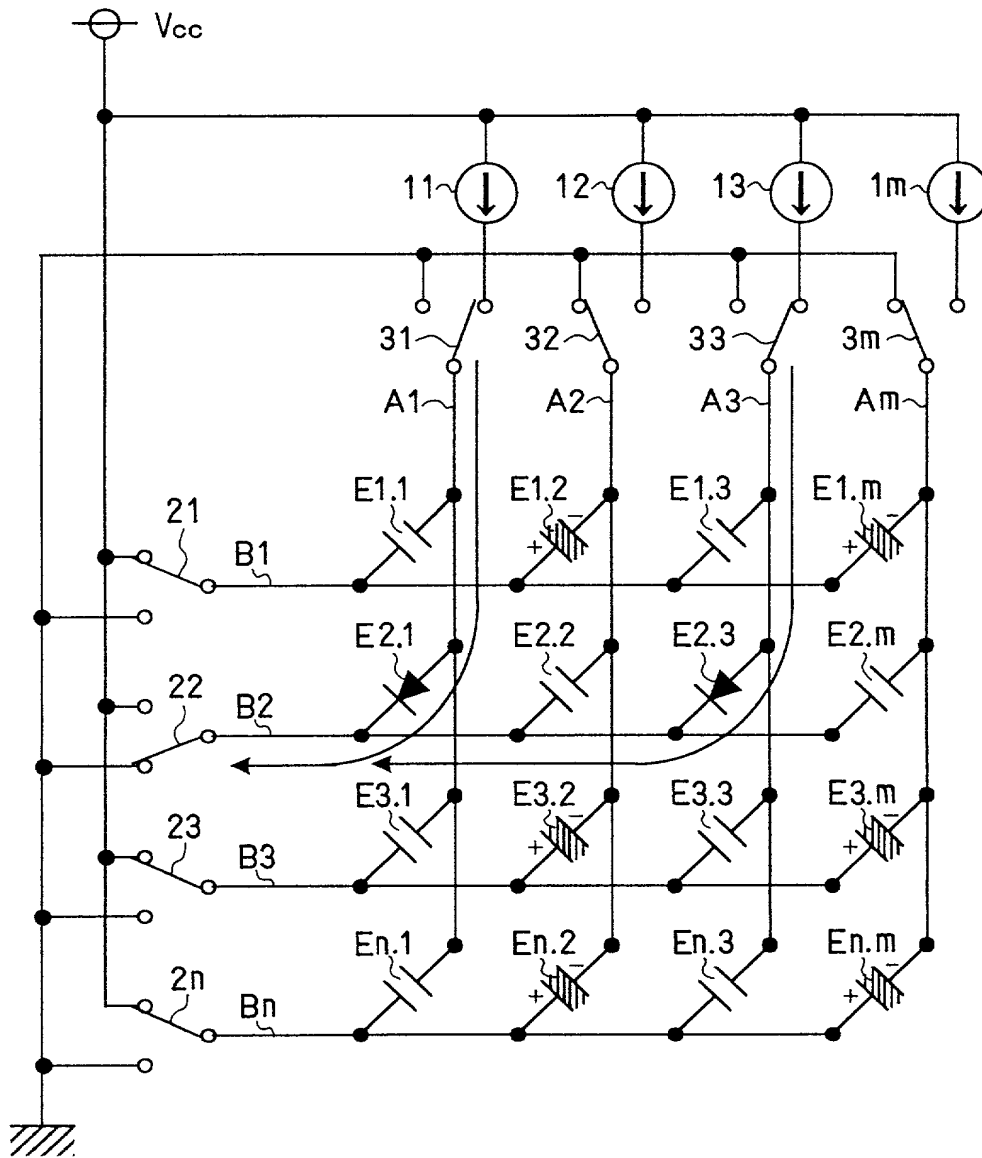 Vcc
11 12 13 1m
31 32 33 3m
A1 A2 A3 Am
E1.1 E1.2 E1.3 E1.m
− −
+ +
21 B1
E2.1 E2.2 E2.3 E2.m
22 B2
E3.1 E3.2 E3.3 E3.m
− −
+ +
23 B3
En.1 En.2 En.3 En.m
− −
+ +
2n Bn